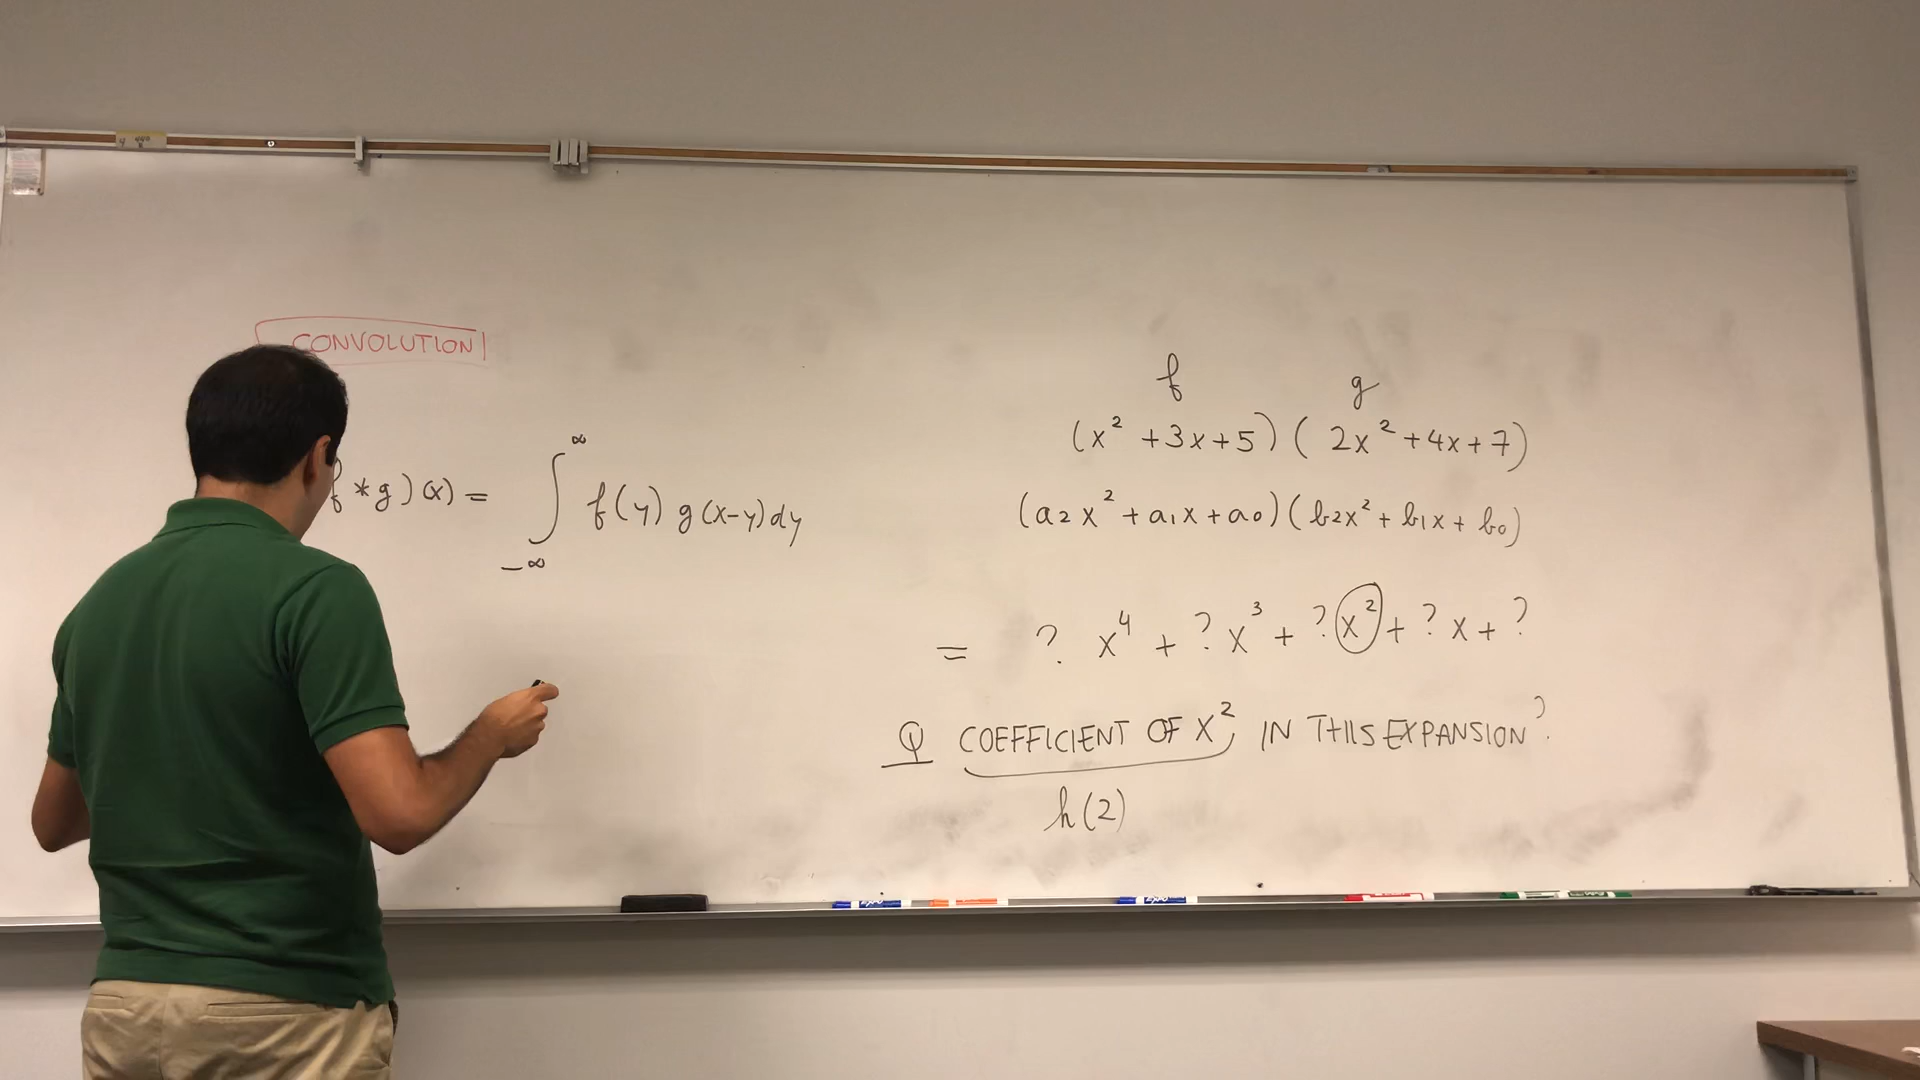 CONVOLUTION
f * g)(x) = ∫_{-∞}^{∞} f(y) g(x-y) dy
f g
(x² + 3x + 5) ( 2x² + 4x + 7)
(a₂x² + a₁x + a₀)(b₂x² + b₁x + b₀)
= ? x⁴ + ? x³ + ? x² + ? x + ?
Q COEFFICIENT OF X² IN THIS EXPANSION?
h(2)